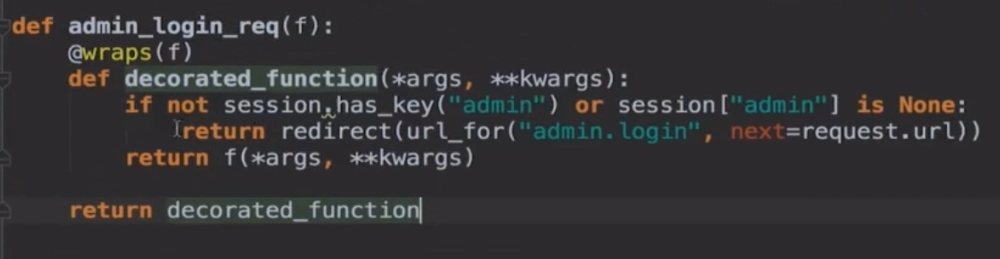 def admin_login_req(f):
    @wraps(f)
    def decorated_function(*args, **kwargs):
        if not session.has_key("admin") or session["admin"] is None:
            return redirect(url_for("admin.login", next=request.url))
        return f(*args, **kwargs)
    return decorated_function